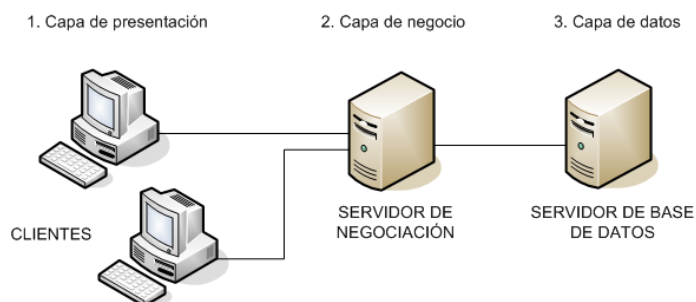 1. Capa de presentación
2. Capa de negocio
3. Capa de datos
CLIENTES
SERVIDOR DE
NEGOCIACIÓN
SERVIDOR DE BASE
DE DATOS